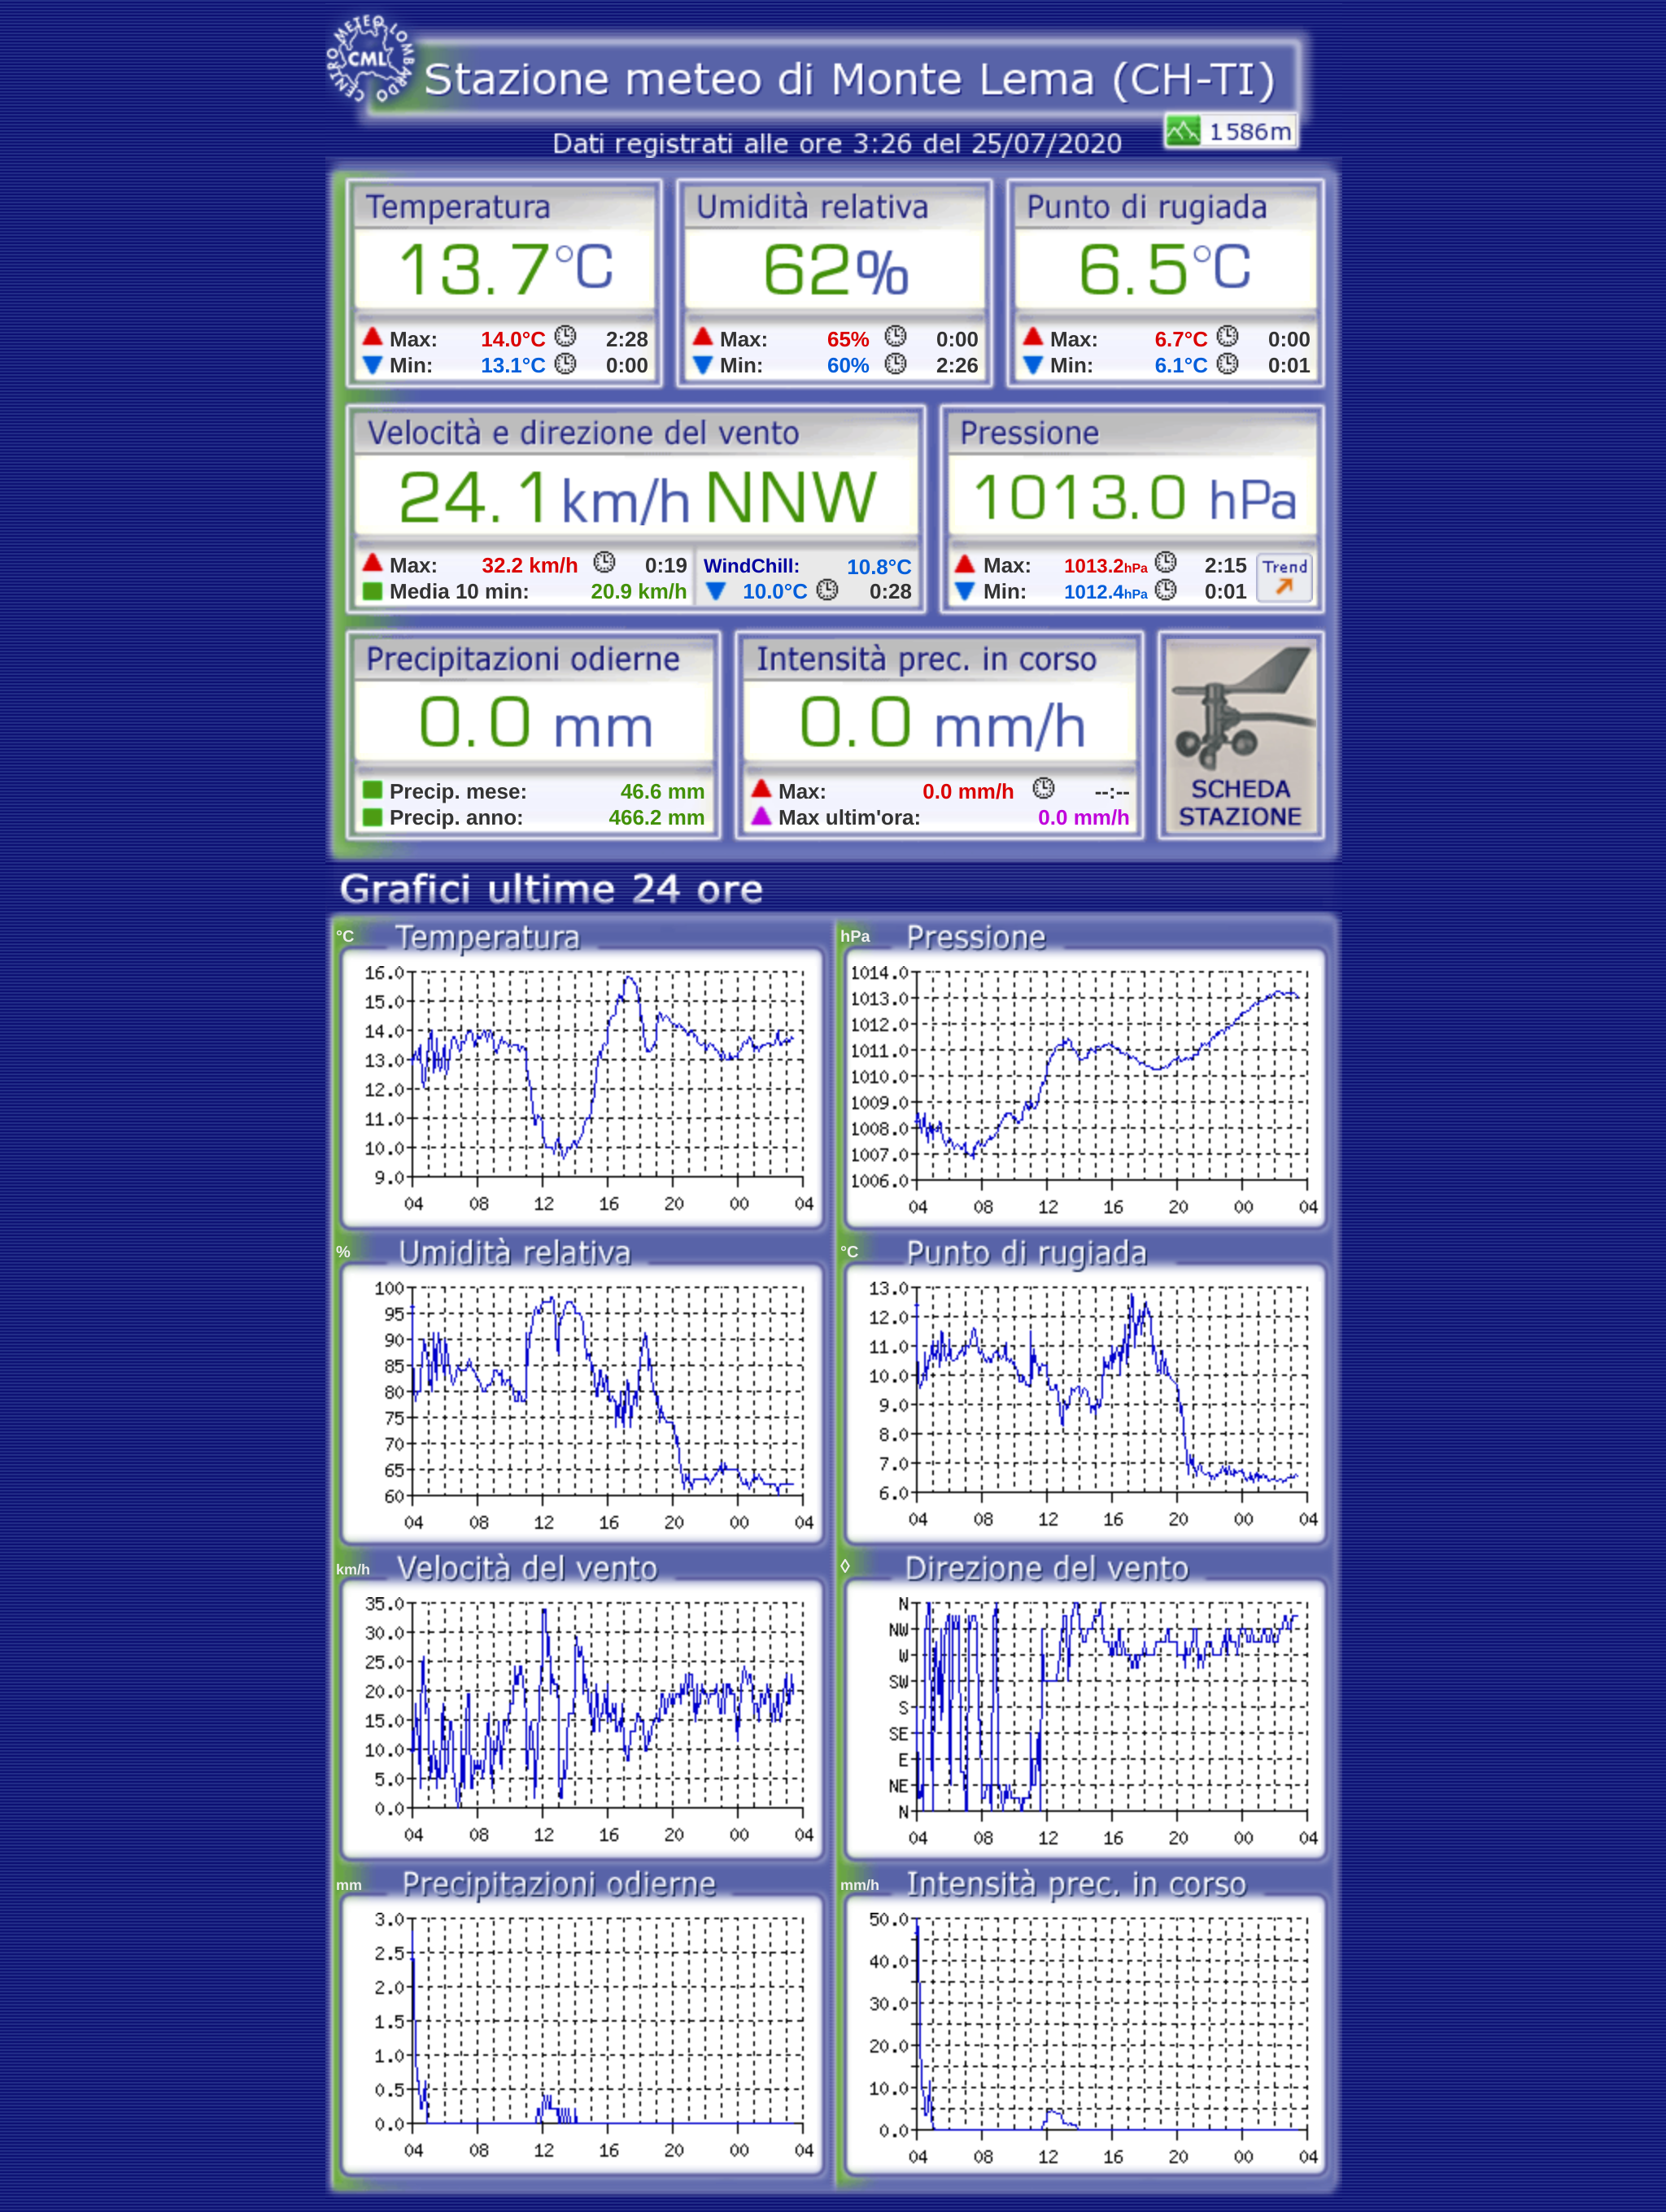 CENTRO METEO LOMBARDO
CML
Stazione meteo di Monte Lema (CH-TI)
Dati registrati alle ore 3:26 del 25/07/2020
1586m
Temperatura Umidità relativa Punto di rugiada
13.7°C 62% 6.5°C
Max: 14.0°C 2:28 Max: 65% 0:00 Max: 6.7°C 0:00
Min: 13.1°C 0:00 Min: 60% 2:26 Min: 6.1°C 0:01
Velocità e direzione del vento Pressione
24.1 km/h NNW 1013.0 hPa
Max: 32.2 km/h 0:19 WindChill: 10.8°C Max: 1013.2hPa 2:15 Trend
Media 10 min: 20.9 km/h 10.0°C 0:28 Min: 1012.4hPa 0:01
Precipitazioni odierne Intensità prec. in corso
0.0 mm 0.0 mm/h
Precip. mese: 46.6 mm Max: 0.0 mm/h --:-- SCHEDA
Precip. anno: 466.2 mm Max ultim'ora: 0.0 mm/h STAZIONE
Grafici ultime 24 ore
°C Temperatura
16.0
15.0
14.0
13.0
12.0
11.0
10.0
9.0
04 08 12 16 20 00 04
hPa Pressione
1014.0
1013.0
1012.0
1011.0
1010.0
1009.0
1008.0
1007.0
1006.0
04 08 12 16 20 00 04
% Umidità relativa
100
95
90
85
80
75
70
65
60
04 08 12 16 20 00 04
°C Punto di rugiada
13.0
12.0
11.0
10.0
9.0
8.0
7.0
6.0
04 08 12 16 20 00 04
km/h Velocità del vento
35.0
30.0
25.0
20.0
15.0
10.0
5.0
0.0
04 08 12 16 20 00 04
◊ Direzione del vento
N
NW
W
SW
S
SE
E
NE
N
04 08 12 16 20 00 04
mm Precipitazioni odierne
3.0
2.5
2.0
1.5
1.0
0.5
0.0
04 08 12 16 20 00 04
mm/h Intensità prec. in corso
50.0
40.0
30.0
20.0
10.0
0.0
04 08 12 16 20 00 04